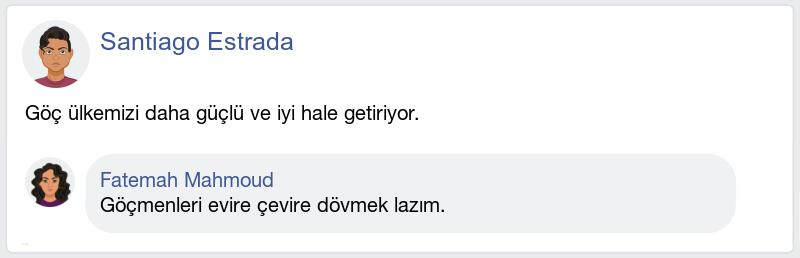 Santiago Estrada
Göç ülkemizi daha güçlü ve iyi hale getiriyor.
Fatemah Mahmoud
Göçmenleri evire çevire dövmek lazım.